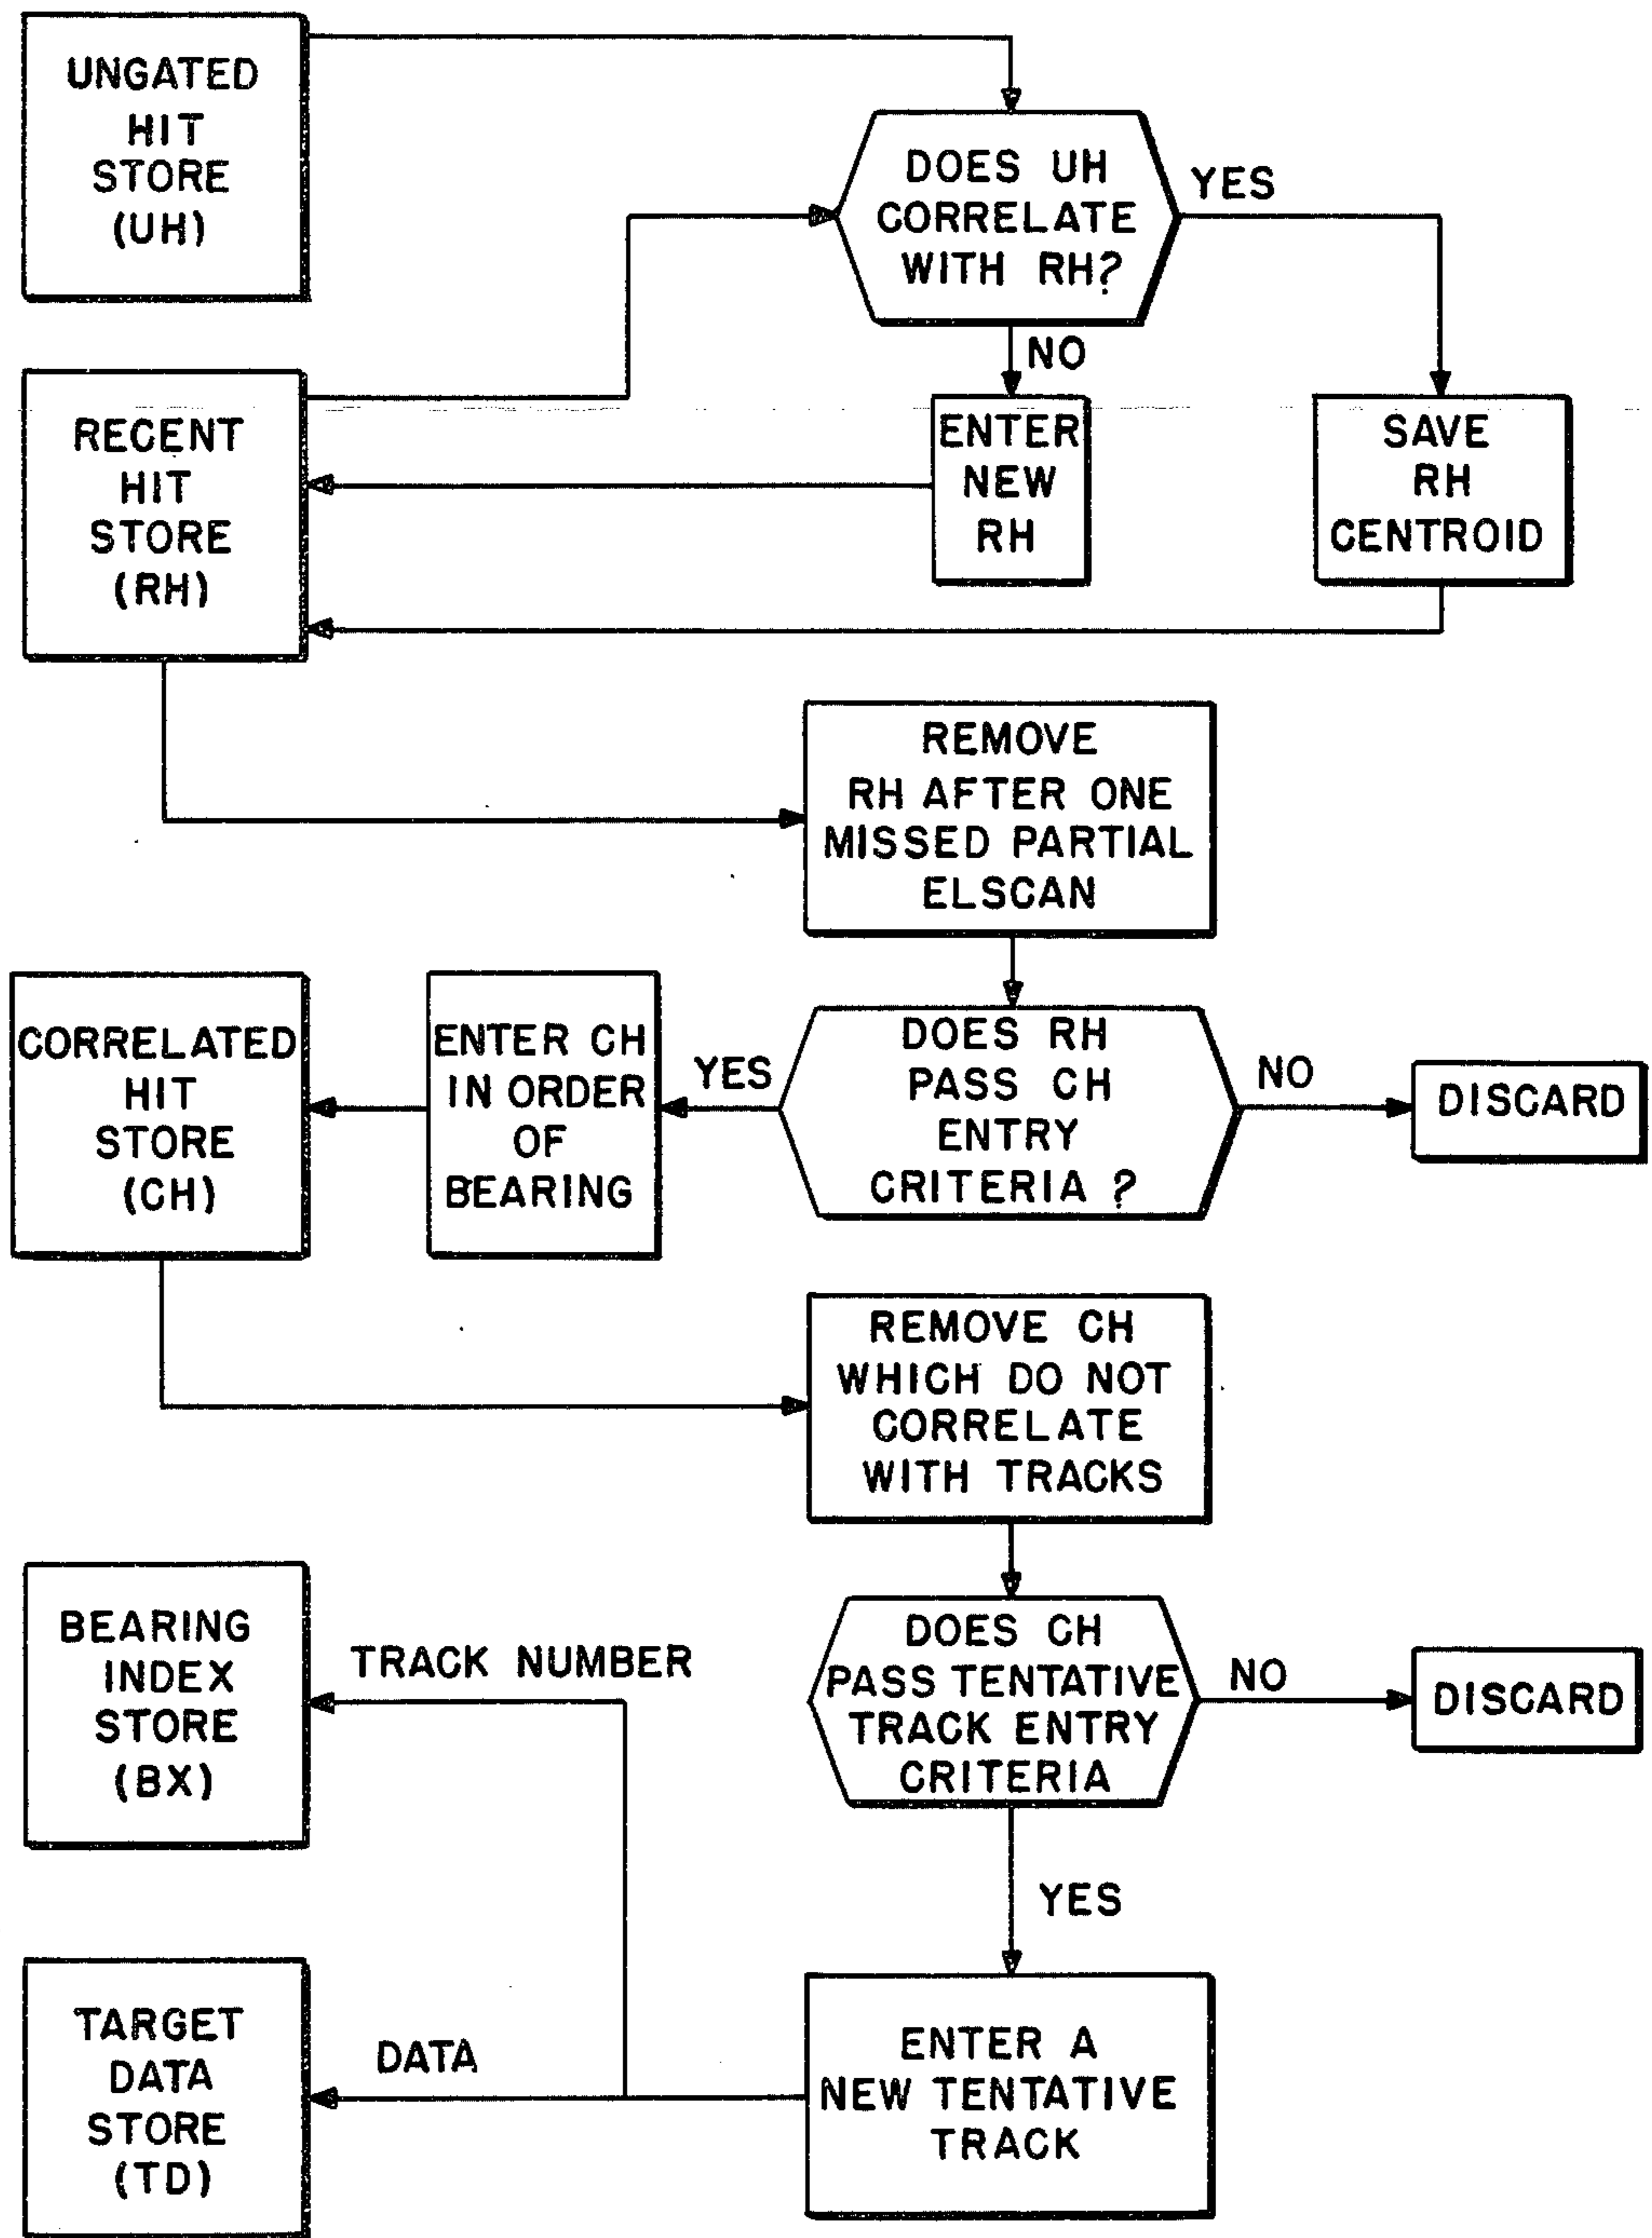 UNGATED
HIT
STORE
(UH)
DOES UH
CORRELATE
WITH RH?
YES
NO
RECENT
HIT
STORE
(RH)
ENTER
NEW
RH
SAVE
RH
CENTROID
REMOVE
RH AFTER ONE
MISSED PARTIAL
ELSCAN
CORRELATED
HIT
STORE
(CH)
ENTER CH
IN ORDER
OF
BEARING
YES
DOES RH
PASS CH
ENTRY
CRITERIA ?
NO
DISCARD
REMOVE CH
WHICH DO NOT
CORRELATE
WITH TRACKS
BEARING
INDEX
STORE
(BX)
TRACK NUMBER
DOES CH
PASS TENTATIVE
TRACK ENTRY
CRITERIA
NO
DISCARD
YES
TARGET
DATA
STORE
(TD)
DATA
ENTER A
NEW TENTATIVE
TRACK